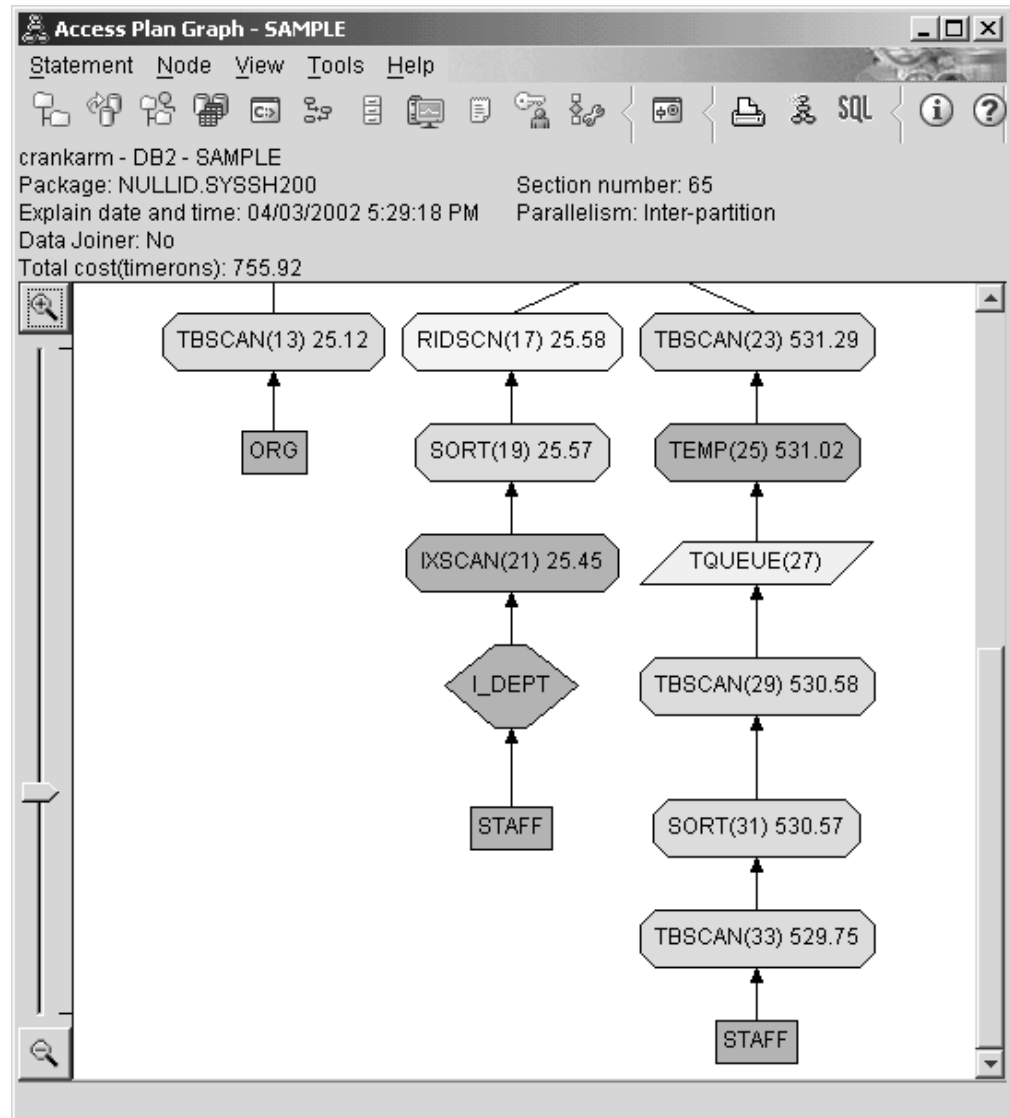 Access Plan Graph - SAMPLE
Statement Node View Tools Help
C:> SQL i ?
crankarm - DB2 - SAMPLE
Package: NULLID.SYSSH200 Section number: 65
Explain date and time: 04/03/2002 5:29:18 PM Parallelism: Inter-partition
Data Joiner: No
Total cost(timerons): 755.92
TBSCAN(13) 25.12 RIDSCN(17) 25.58 TBSCAN(23) 531.29
ORG SORT(19) 25.57 TEMP(25) 531.02
IXSCAN(21) 25.45 TQUEUE(27)
I_DEPT TBSCAN(29) 530.58
STAFF SORT(31) 530.57
TBSCAN(33) 529.75
STAFF